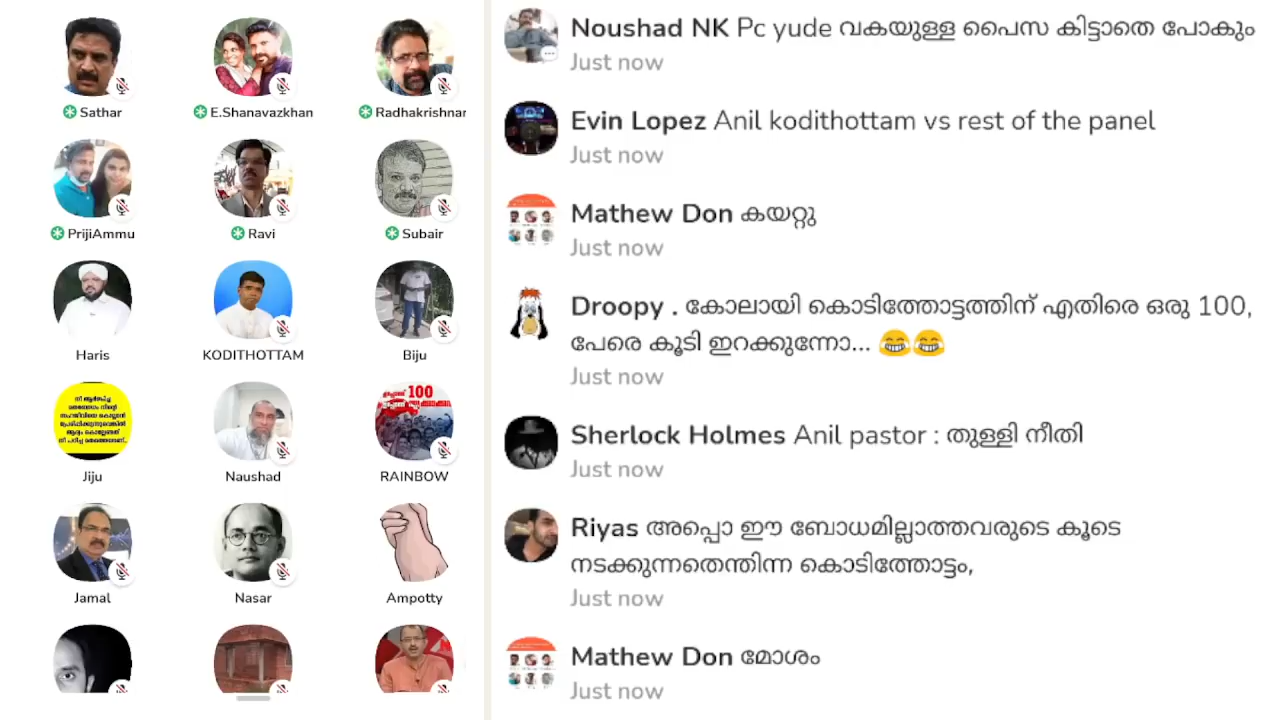 Sathar
E.Shanavazkhan
Radhakrishnar
PrijiAmmu
Ravi
Subair
Haris
KODITHOTTAM
Biju
Jiju
Naushad
100
RAINBOW
Jamal
Nasar
Ampotty
Noushad NK Pc yude വകയുള്ള പൈസ കിട്ടാതെ പോകും
Just now
Evin Lopez Anil kodithottam vs rest of the panel
Just now
Mathew Don കയറ്റു
Just now
Droopy . കോലായി കൊടിത്തോട്ടത്തിന് എതിരെ ഒരു 100,
പേരെ കൂടി ഇറക്കുന്നോ... 😂😂
Just now
Sherlock Holmes Anil pastor : തുള്ളി നീതി
Just now
Riyas അപ്പൊ ഈ ബോധമില്ലാത്തവരുടെ കൂടെ
നടക്കുന്നതെന്തിന്ന കൊടിത്തോട്ടം,
Just now
Mathew Don മോശം
Just now